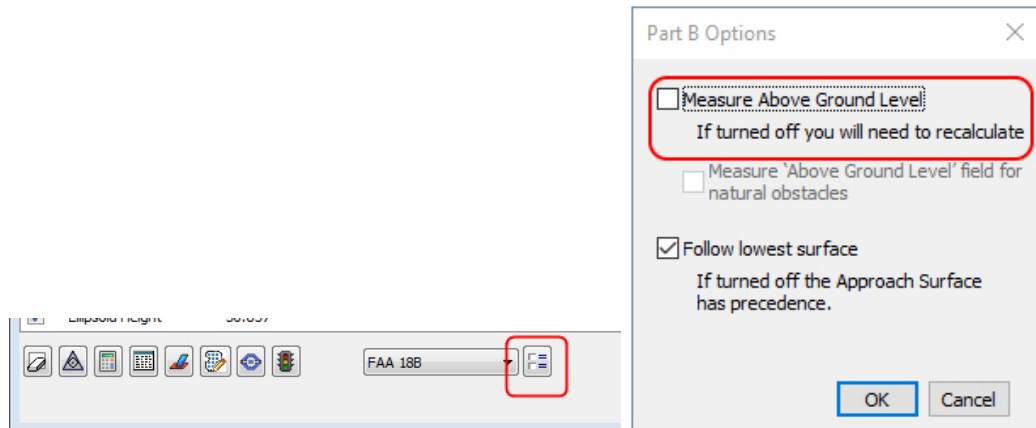 Part B Options
Measure Above Ground Level
If turned off you will need to recalculate
Measure `Above Ground Level' field for
natural obstacles
Follow lowest surface
If turned off the Approach Surface
has precedence.
OK Cancel
Ellipsoid Height
FAA 18B